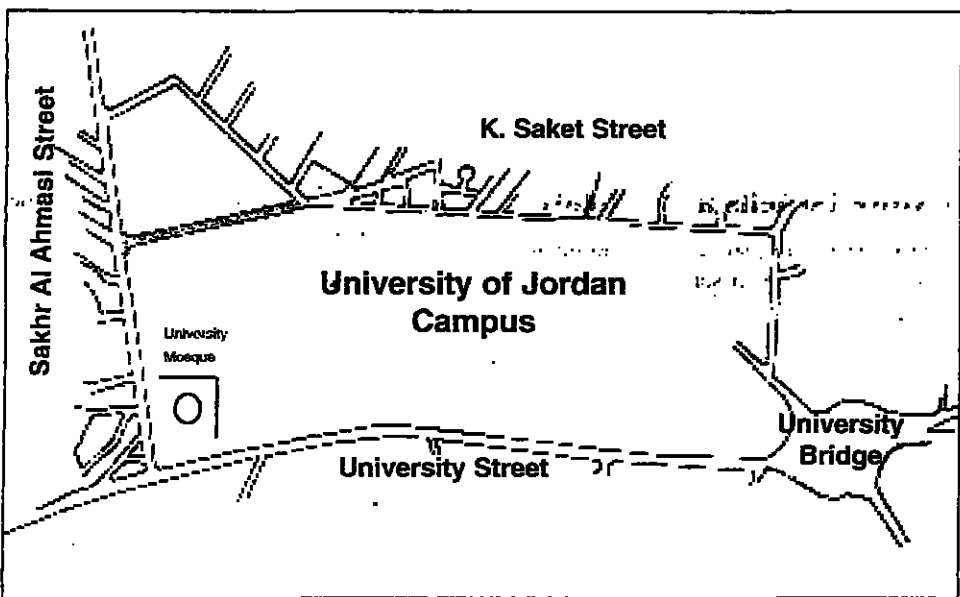 K. Saket Street
Sakhr Al Ahmasi Street
University of Jordan
Campus
University
Mosque
University
Bridge
University Street